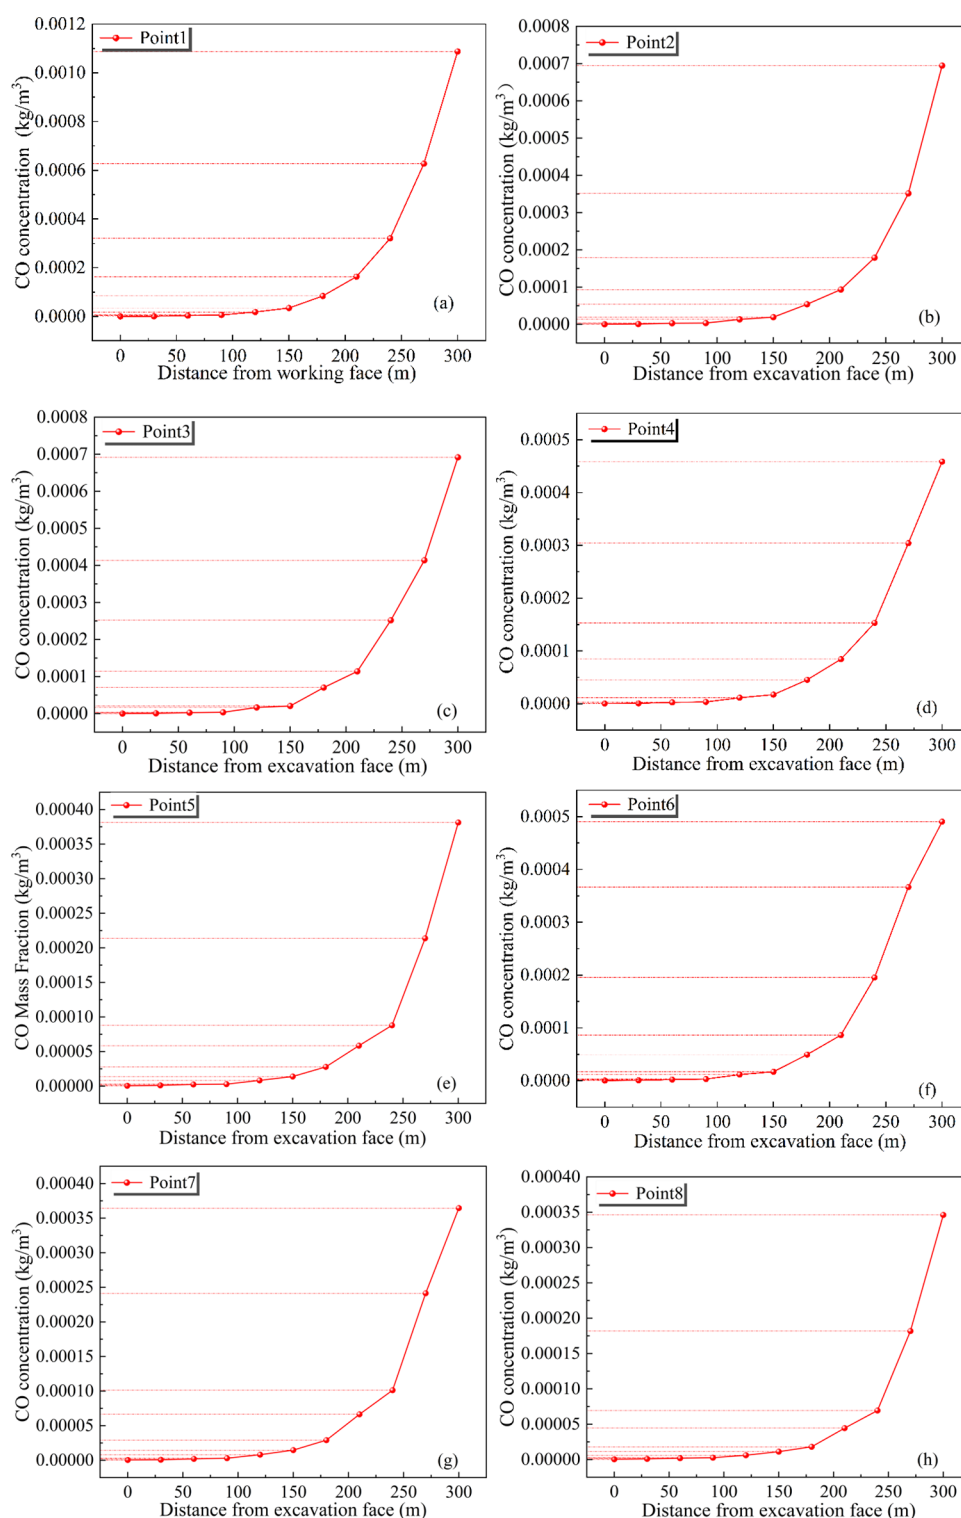 Point1
CO concentration (kg/m3)
0.0012
0.0010
0.0008
0.0006
0.0004
0.0002
0.0000
(a)
0 50 100 150 200 250 300
Distance from working face (m)
Point2
CO concentration (kg/m3)
0.0008
0.0007
0.0006
0.0005
0.0004
0.0003
0.0002
0.0001
0.0000
(b)
0 50 100 150 200 250 300
Distance from excavation face (m)
Point3
CO concentration (kg/m3)
0.0008
0.0007
0.0006
0.0005
0.0004
0.0003
0.0002
0.0001
0.0000
(c)
0 50 100 150 200 250 300
Distance from excavation face (m)
Point4
CO concentration (kg/m3)
0.0005
0.0004
0.0003
0.0002
0.0001
0.0000
(d)
0 50 100 150 200 250 300
Distance from excavation face (m)
Point5
CO Mass Fraction (kg/m3)
0.00040
0.00035
0.00030
0.00025
0.00020
0.00015
0.00010
0.00005
0.00000
(e)
0 50 100 150 200 250 300
Distance from excavation face (m)
Point6
CO concentration (kg/m3)
0.0005
0.0004
0.0003
0.0002
0.0001
0.0000
(f)
0 50 100 150 200 250 300
Distance from excavation face (m)
Point7
CO concentration (kg/m3)
0.00040
0.00035
0.00030
0.00025
0.00020
0.00015
0.00010
0.00005
0.00000
(g)
0 50 100 150 200 250 300
Distance from excavation face (m)
Point8
CO concentration (kg/m3)
0.00040
0.00035
0.00030
0.00025
0.00020
0.00015
0.00010
0.00005
0.00000
(h)
0 50 100 150 200 250 300
Distance from excavation face (m)